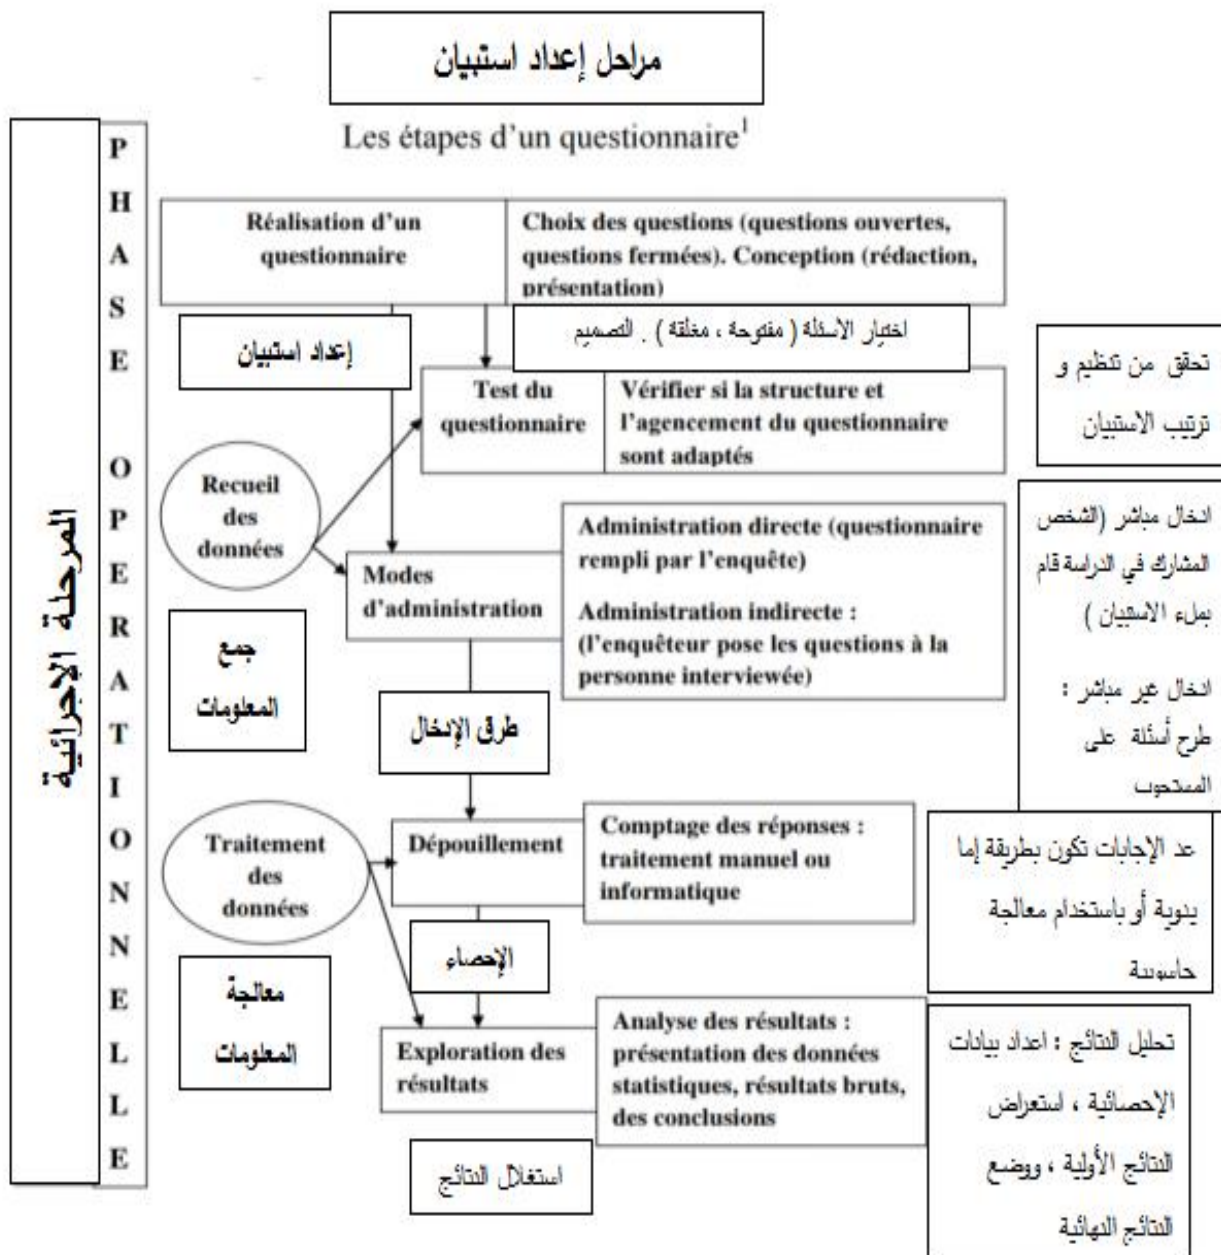 مراحل إعداد استبيان
Les étapes d’un questionnaire¹
المرحلة الإجرائية
PHASE OPERATIONNELLE
Réalisation d’un
questionnaire
Choix des questions (questions ouvertes,
questions fermées). Conception (rédaction,
présentation)
إعداد استبيان
اختيار الاسئلة ( مفتوحة ، مغلقة ) . التصميم
Test du
questionnaire
Vérifier si la structure et
l’agencement du questionnaire
sont adaptés
تحقق من تنظيم و
ترتيب الاستبيان
Recueil
des
données
جمع
المعلومات
Modes
d’administration
Administration directe (questionnaire
rempli par l’enquête)
Administration indirecte :
(l’enquêteur pose les questions à la
personne interviewée)
ادخال مباشر (الشخص
المشارك في الدراسة قام
بملء الاستبيان )
ادخال غير مباشر :
طرح أسئلة على
المستجوب
طرق الإدخال
Traitement
des
données
معالجة
المعلومات
Dépouillement
Comptage des réponses :
traitement manuel ou
informatique
عد الإجابات تكون بطريقة إما
يدوية أو باستخدام معالجة
حاسوبية
الإحصاء
Exploration des
résultats
Analyse des résultats :
présentation des données
statistiques, résultats bruts,
des conclusions
تحليل النتائج : اعداد بيانات
الإحصائية ، استعراض
النتائج الأولية ، ووضع
النتائج النهائية
استغلال النتائج